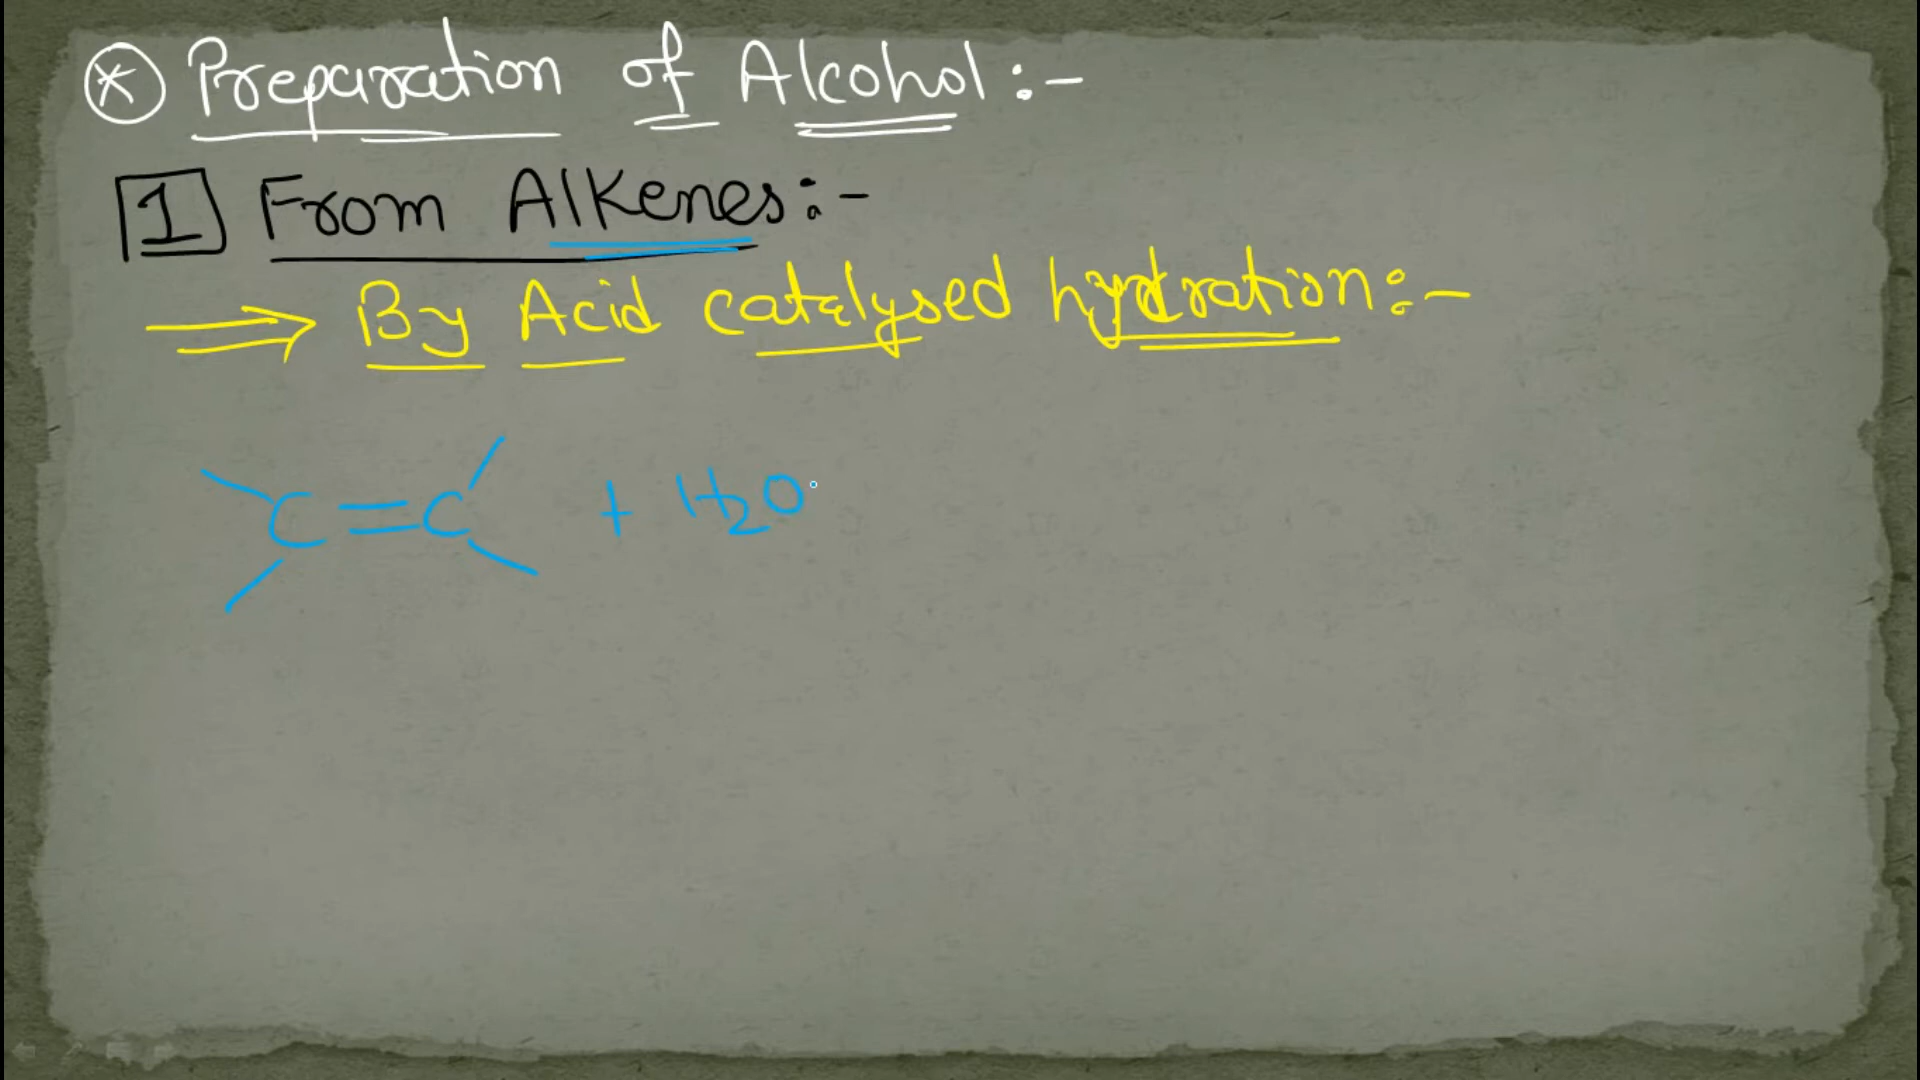 * Preparation of Alcohol:-
1 From Alkenes:-
⇒ By Acid catalysed hydration:-
C=C + H2O